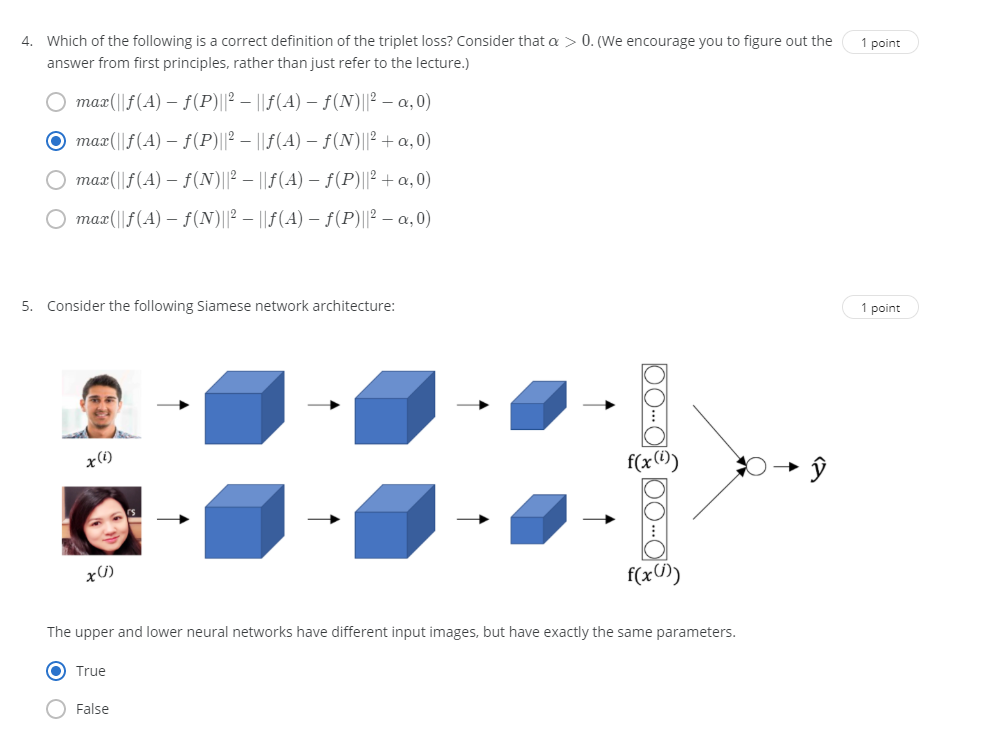 4. Which of the following is a correct definition of the triplet loss? Consider that α > 0. (We encourage you to figure out the 1 point
answer from first principles, rather than just refer to the lecture.)
max(||f(A) − f(P)||² − ||f(A) − f(N)||² − α, 0)
max(||f(A) − f(P)||² − ||f(A) − f(N)||² + α, 0)
max(||f(A) − f(N)||² − ||f(A) − f(P)||² + α, 0)
max(||f(A) − f(N)||² − ||f(A) − f(P)||² − α, 0)
5. Consider the following Siamese network architecture: 1 point
x⁽ⁱ⁾ f(x⁽ⁱ⁾) ŷ
rs
x⁽ʲ⁾ f(x⁽ʲ⁾)
The upper and lower neural networks have different input images, but have exactly the same parameters.
True
False